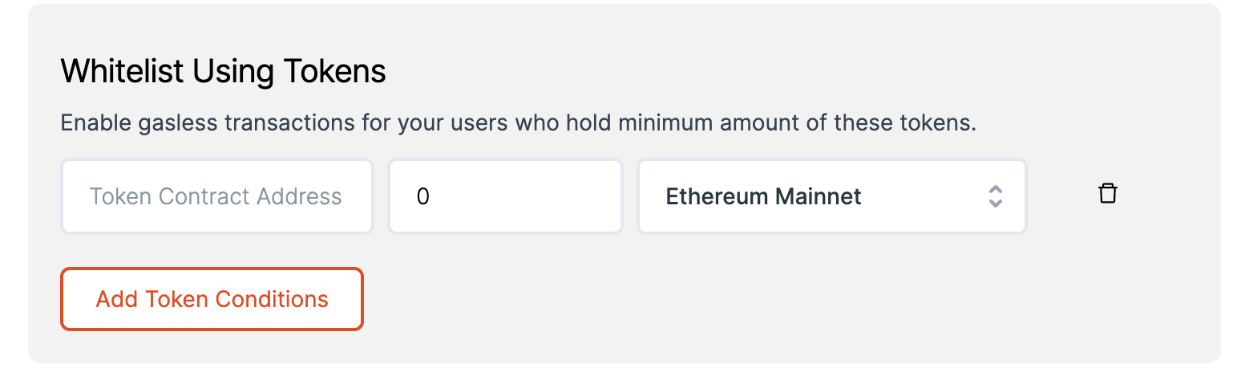 Whitelist Using Tokens
Enable gasless transactions for your users who hold minimum amount of these tokens.
Token Contract Address 0 Ethereum Mainnet
Add Token Conditions